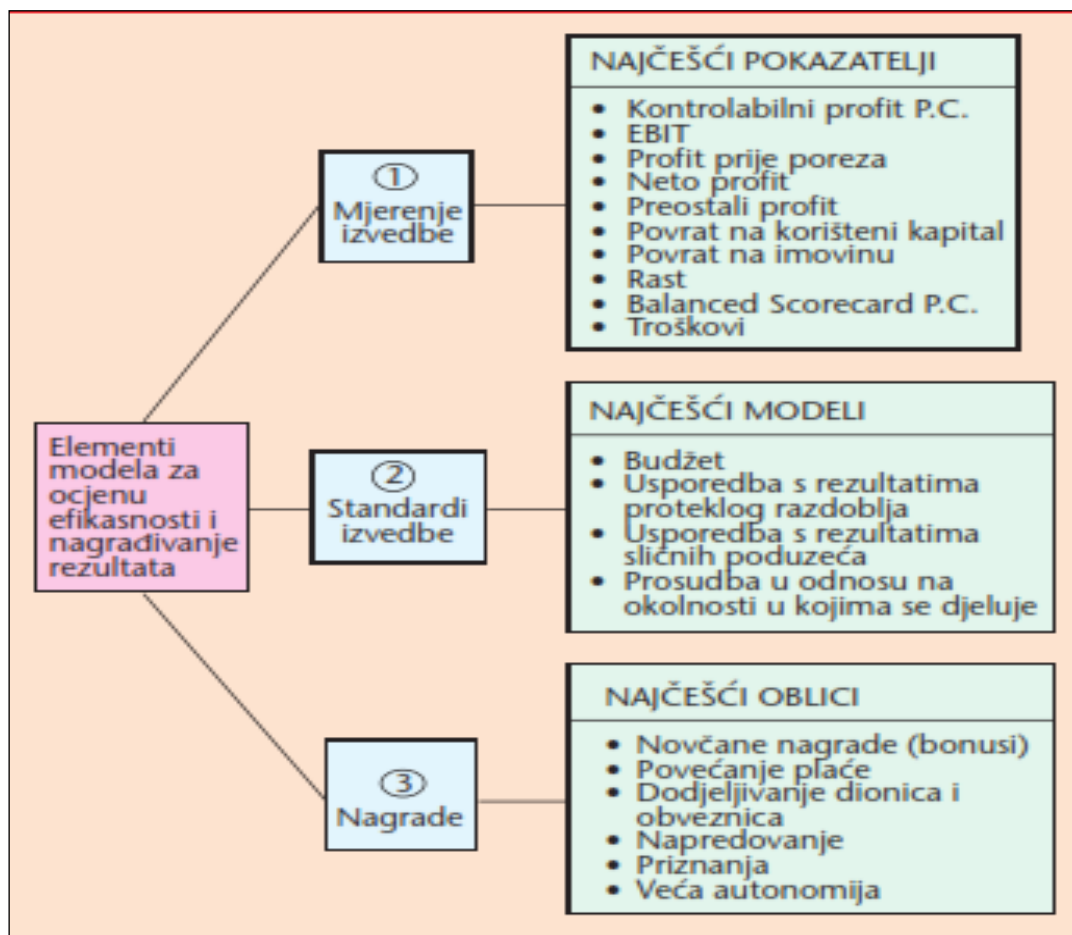 Elementi
modela za
ocjenu
efikasnosti i
nagrađivanje
rezultata
①
Mjerenje
izvedbe
NAJČEŠĆI POKAZATELJI
• Kontrolabilni profit P.C.
• EBIT
• Profit prije poreza
• Neto profit
• Preostali profit
• Povrat na korišteni kapital
• Povrat na imovinu
• Rast
• Balanced Scorecard P.C.
• Troškovi
②
Standardi
izvedbe
NAJČEŠĆI MODELI
• Budžet
• Usporedba s rezultatima
proteklog razdoblja
• Usporedba s rezultatima
sličnih poduzeća
• Prosudba u odnosu na
okolnosti u kojima se djeluje
③
Nagrade
NAJČEŠĆI OBLICI
• Novčane nagrade (bonusi)
• Povećanje plaće
• Dodjeljivanje dionica i
obveznica
• Napredovanje
• Priznanja
• Veća autonomija